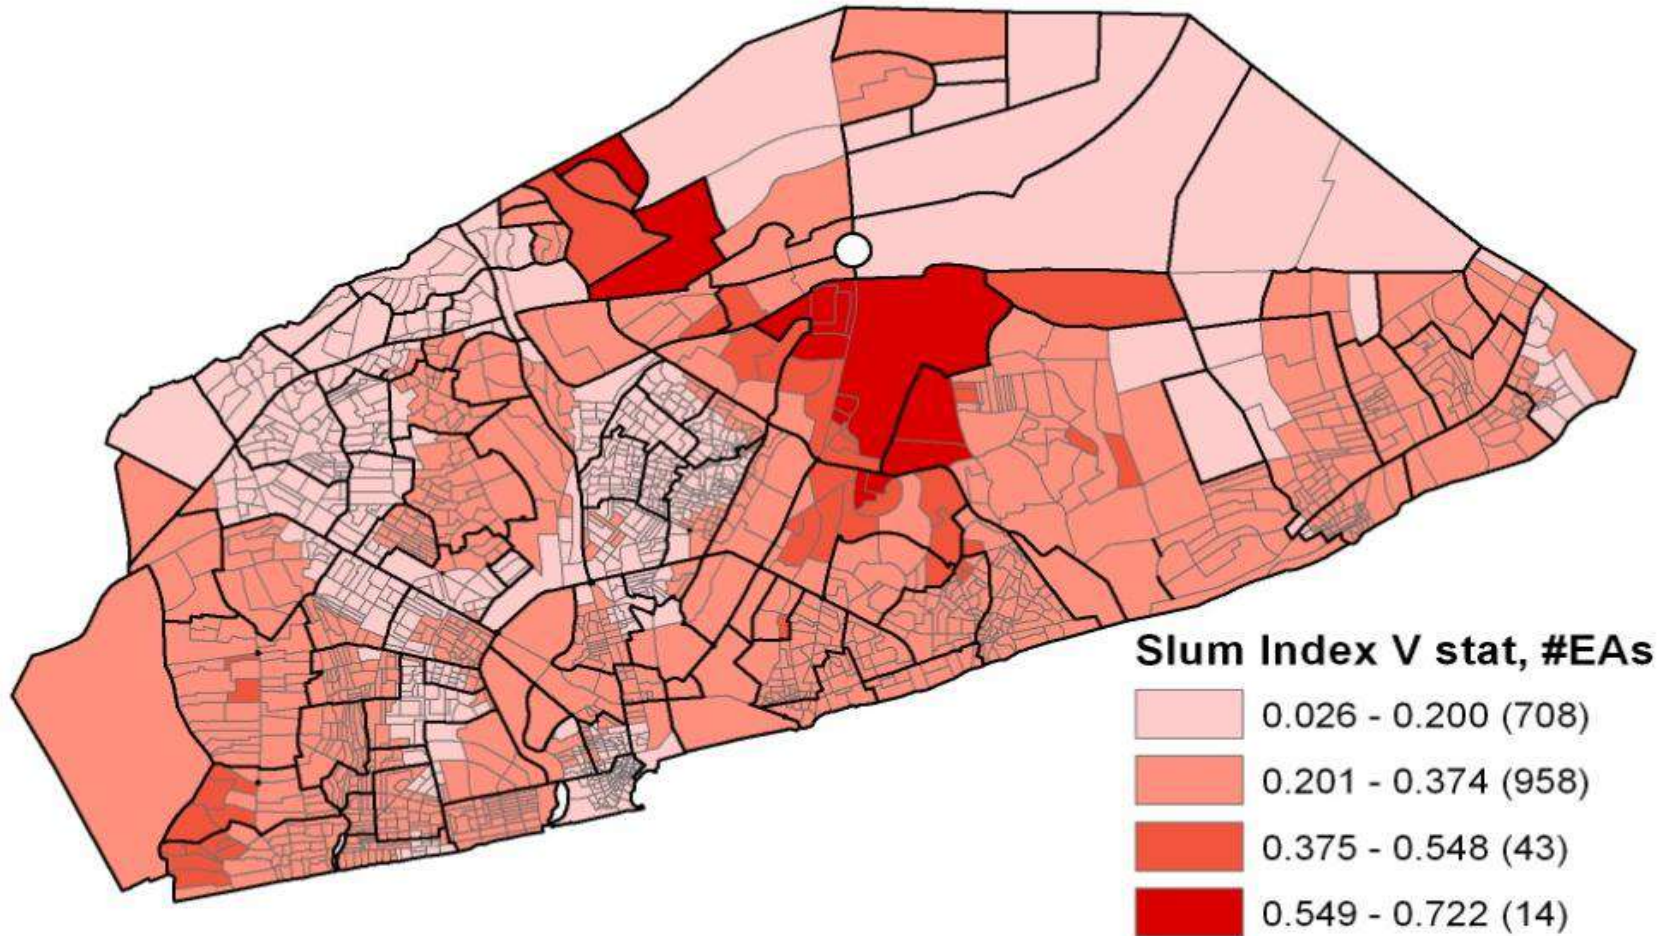 Slum Index V stat, #EAs
0.026 - 0.200 (708)
0.201 - 0.374 (958)
0.375 - 0.548 (43)
0.549 - 0.722 (14)